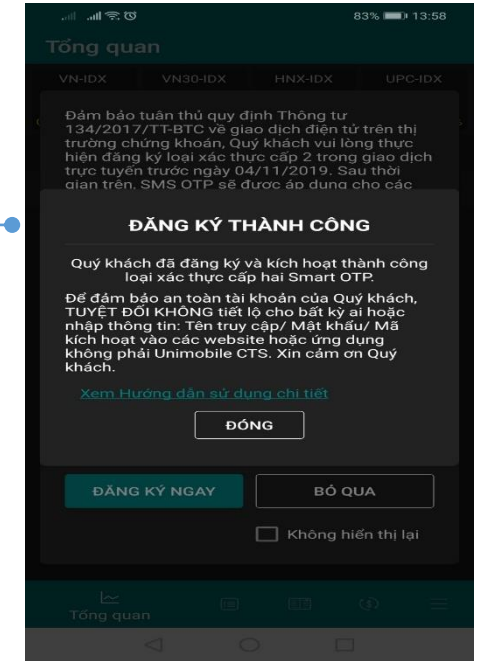 83% 13:58
Tổng quan
VN-IDX VN30-IDX HNX-IDX UPC-IDX
Đảm bảo tuân thủ quy định Thông tư
134/2017/TT-BTC về giao dịch điện tử trên thị
trường chứng khoán, Quý khách vui lòng thực
hiện đăng ký loại xác thực cấp 2 trong giao dịch
trực tuyến trước ngày 04/11/2019. Sau thời
gian trên, SMS OTP sẽ được áp dụng cho các
ĐĂNG KÝ THÀNH CÔNG
Quý khách đã đăng ký và kích hoạt thành công
loại xác thực cấp hai Smart OTP.
Để đảm bảo an toàn tài khoản của Quý khách,
TUYỆT ĐỐI KHÔNG tiết lộ cho bất kỳ ai hoặc
nhập thông tin: Tên truy cập/ Mật khẩu/ Mã
kích hoạt vào các website hoặc ứng dụng
không phải Unimobile CTS. Xin cảm ơn Quý
khách.
Xem Hướng dẫn sử dụng chi tiết
ĐÓNG
ĐĂNG KÝ NGAY BỎ QUA
Không hiển thị lại
Tổng quan